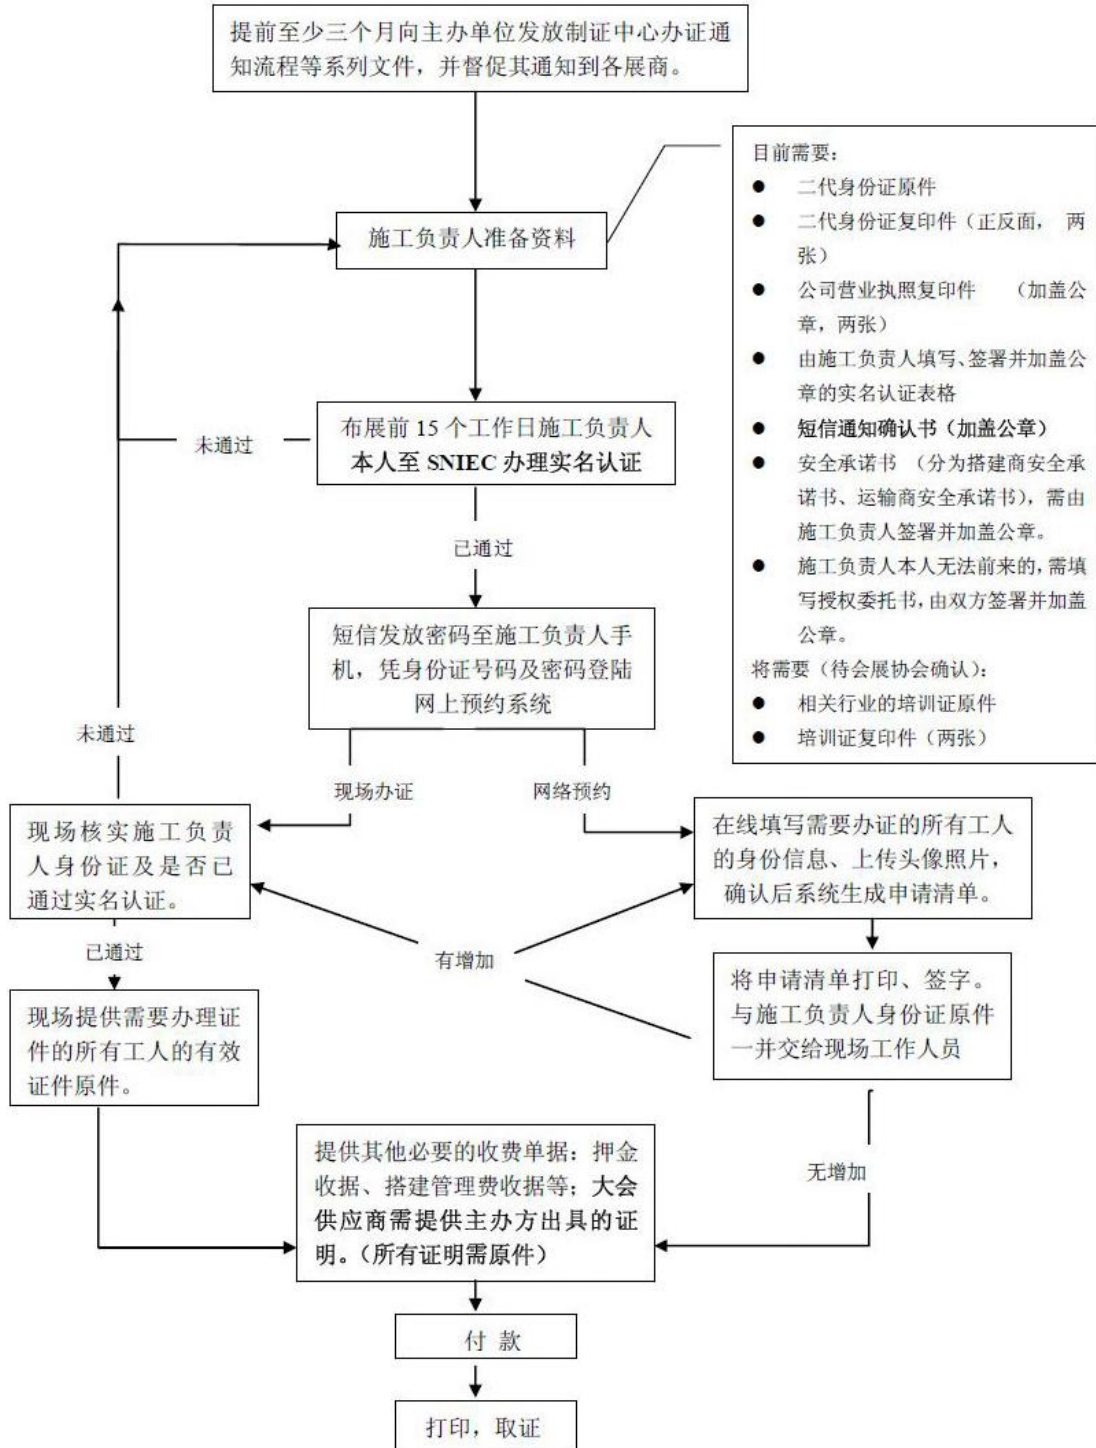 提前至少三个月向主办单位发放制证中心办证通
知流程等系列文件，并督促其通知到各展商。
施工负责人准备资料
目前需要：
● 二代身份证原件
● 二代身份证复印件（正反面， 两
张）
● 公司营业执照复印件 （加盖公
章，两张）
● 由施工负责人填写、签署并加盖公
章的实名认证表格
● 短信通知确认书（加盖公章）
● 安全承诺书 （分为搭建商安全承
诺书、运输商安全承诺书），需由
施工负责人签署并加盖公章。
● 施工负责人本人无法前来的，需填
写授权委托书，由双方签署并加盖
公章。
将需要（待会展协会确认）：
● 相关行业的培训证原件
● 培训证复印件（两张）
布展前 15 个工作日施工负责人
本人至 SNIEC 办理实名认证
未通过
已通过
短信发放密码至施工负责人手
机，凭身份证号码及密码登陆
网上预约系统
未通过
现场办证
网络预约
现场核实施工负责
人身份证及是否已
通过实名认证。
在线填写需要办证的所有工人
的身份信息、上传头像照片，
确认后系统生成申请清单。
已通过
有增加
现场提供需要办理证
件的所有工人的有效
证件原件。
将申请清单打印、签字。
与施工负责人身份证原件
一并交给现场工作人员
无增加
提供其他必要的收费单据：押金
收据、搭建管理费收据等；大会
供应商需提供主办方出具的证
明。（所有证明需原件）
付 款
打印，取证